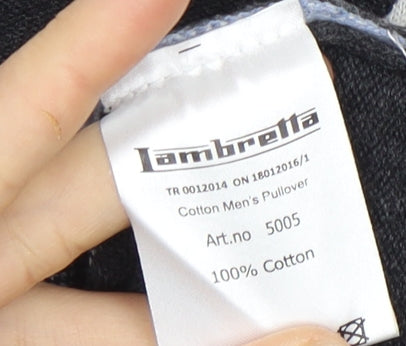 Lambretta
TR 0012014 ON 18012016/1
Cotton Men's Pullover
Art.no 5005
100% Cotton